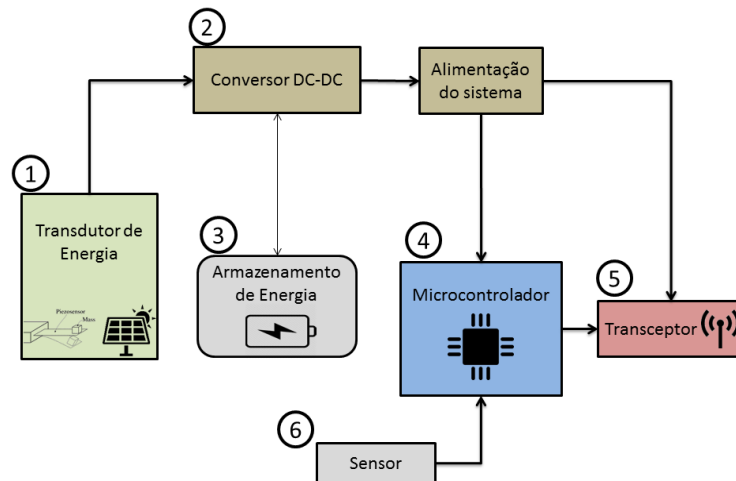 2
Conversor DC-DC
Alimentação
do sistema
1
Transdutor de
Energia
Piezosensor
Mass
3
Armazenamento
de Energia
4
Microcontrolador
5
Transceptor
6
Sensor